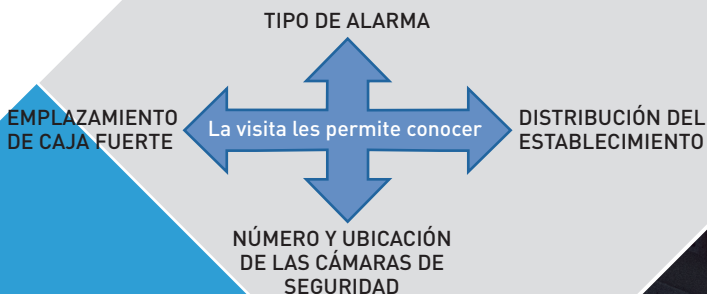 TIPO DE ALARMA
EMPLAZAMIENTO
DE CAJA FUERTE
La visita les permite conocer
DISTRIBUCIÓN DEL
ESTABLECIMIENTO
NÚMERO Y UBICACIÓN
DE LAS CÁMARAS DE
SEGURIDAD